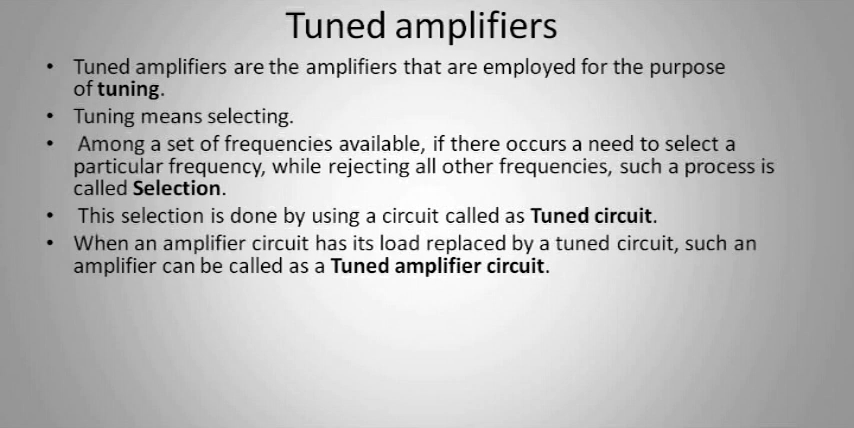 Tuned amplifiers
• Tuned amplifiers are the amplifiers that are employed for the purpose
of tuning.
• Tuning means selecting.
• Among a set of frequencies available, if there occurs a need to select a
particular frequency, while rejecting all other frequencies, such a process is
called Selection.
• This selection is done by using a circuit called as Tuned circuit.
• When an amplifier circuit has its load replaced by a tuned circuit, such an
amplifier can be called as a Tuned amplifier circuit.